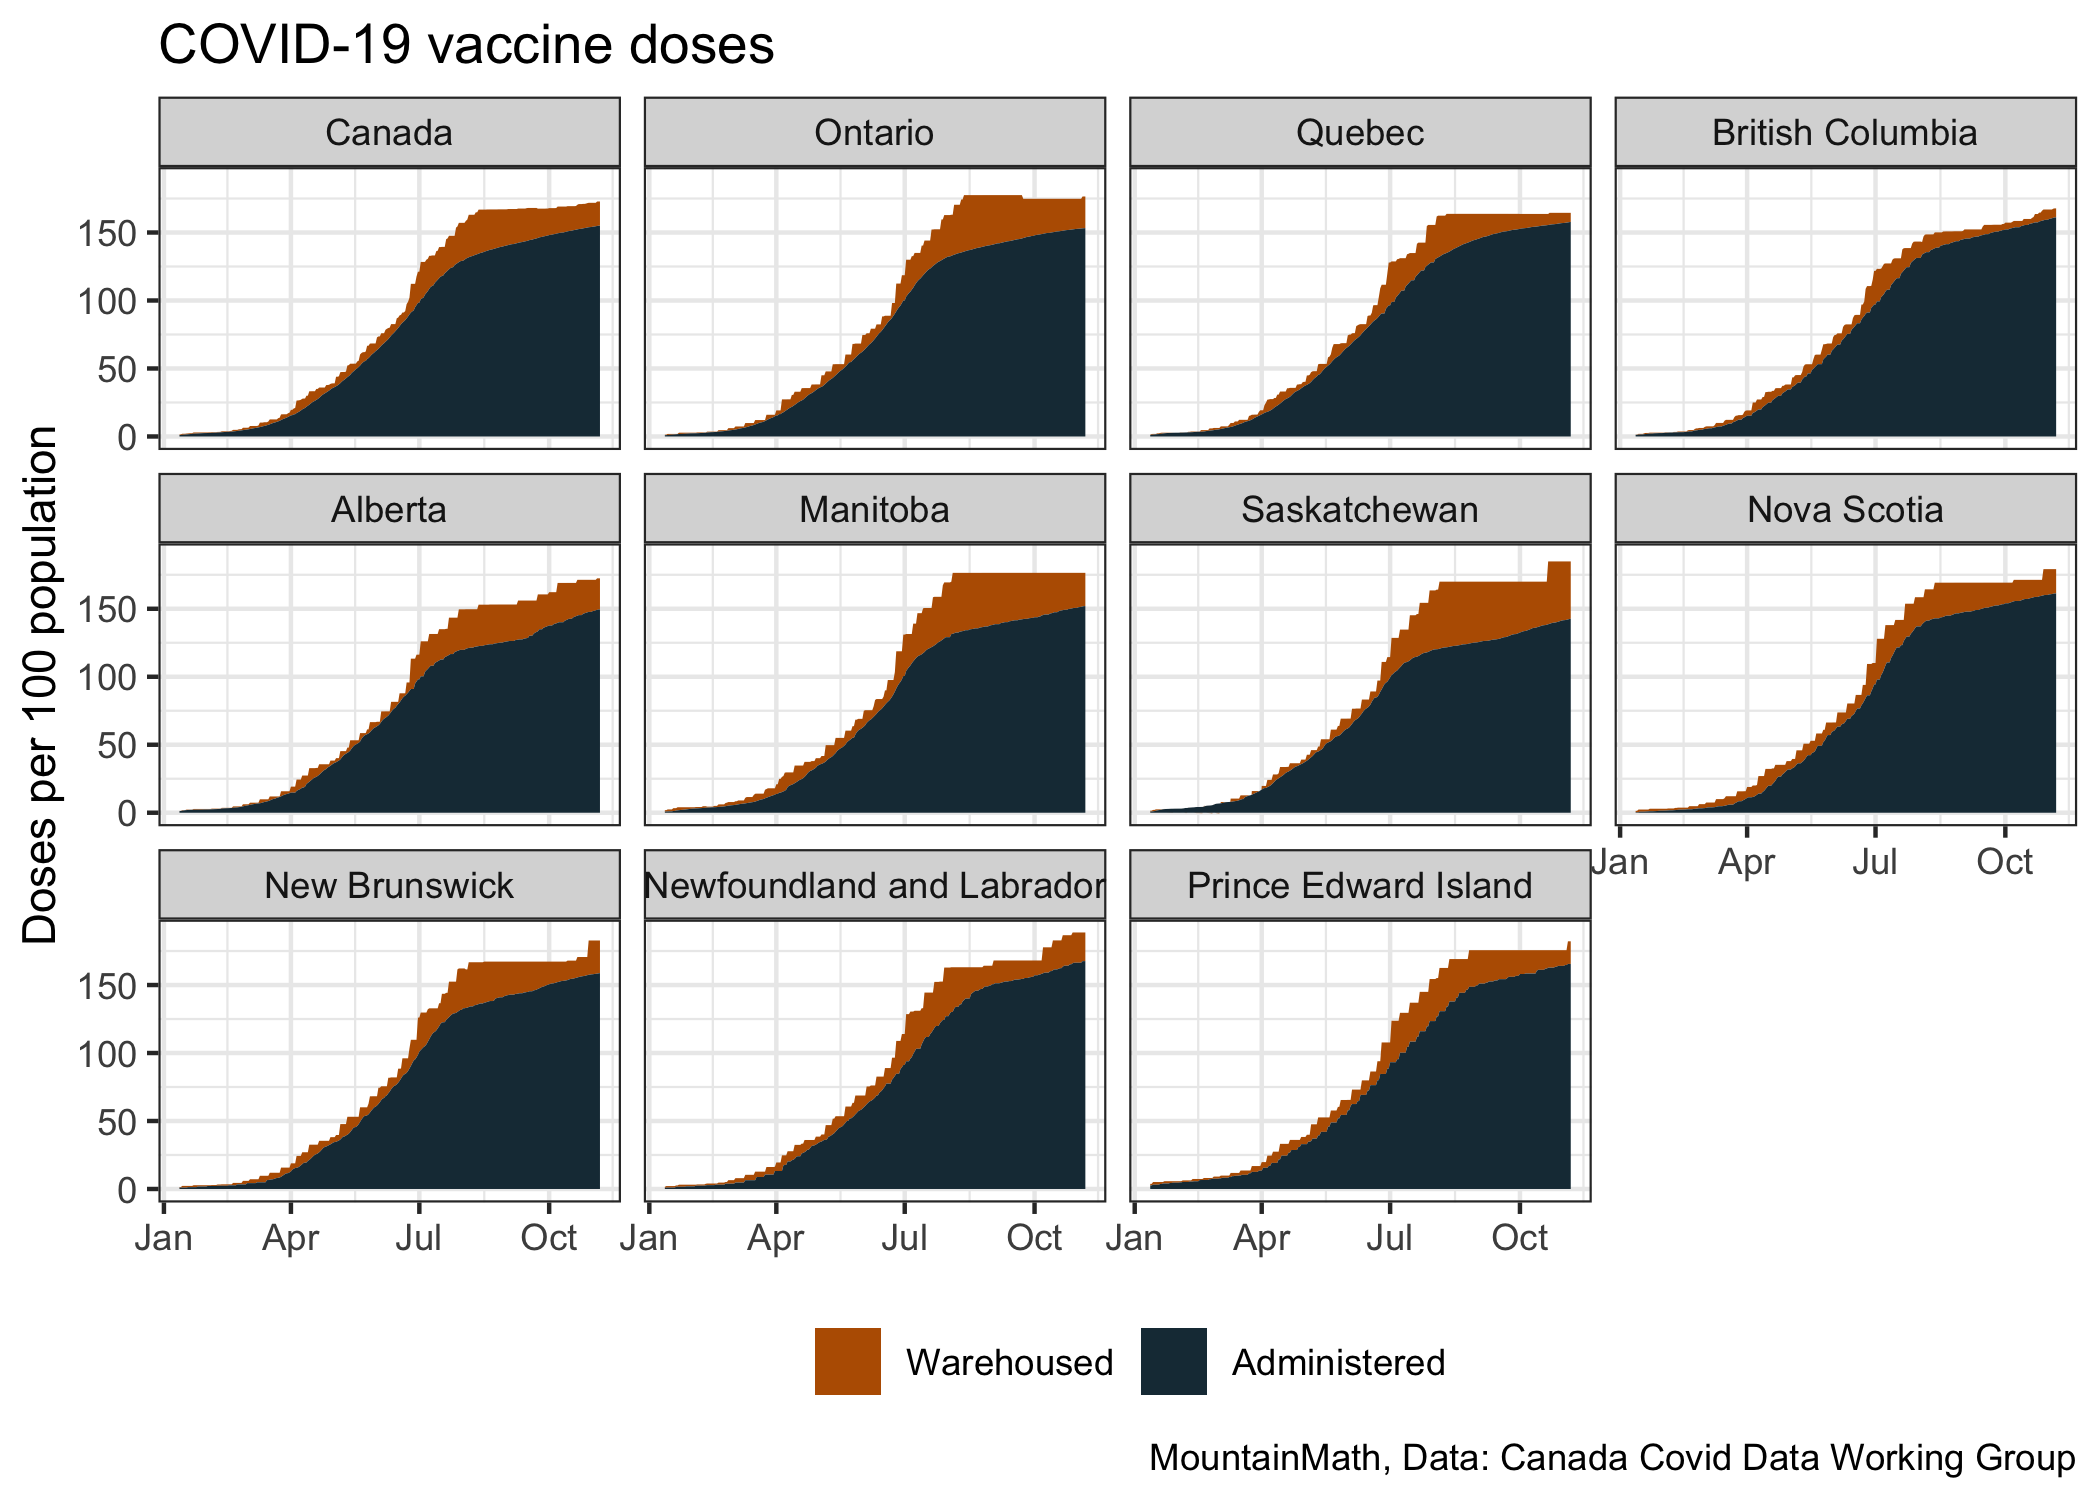 COVID-19 vaccine doses
Canada
Ontario
Quebec
British Columbia
150
100
50
0
Alberta
Manitoba
Saskatchewan
Nova Scotia
150
100
50
0
Jan Apr Jul Oct
New Brunswick
Newfoundland and Labrador
Prince Edward Island
150
100
50
0
Jan Apr Jul Oct
Jan Apr Jul Oct
Jan Apr Jul Oct
Doses per 100 population
Warehoused
Administered
MountainMath, Data: Canada Covid Data Working Group